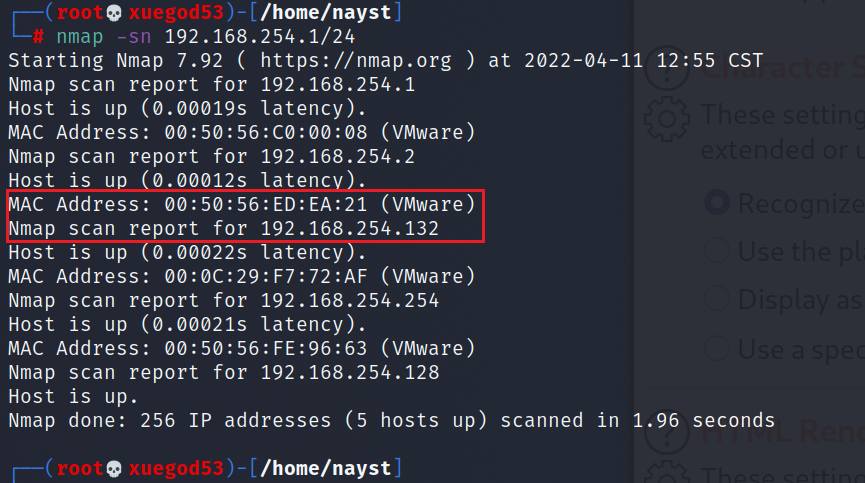 ┌──(root💀xuegod53)-[/home/nayst]
└─# nmap -sn 192.168.254.1/24
Starting Nmap 7.92 ( https://nmap.org ) at 2022-04-11 12:55 CST
Nmap scan report for 192.168.254.1
Host is up (0.00019s latency).
MAC Address: 00:50:56:C0:00:08 (VMware)
Nmap scan report for 192.168.254.2
Host is up (0.00012s latency).
MAC Address: 00:50:56:ED:EA:21 (VMware)
Nmap scan report for 192.168.254.132
Host is up (0.00022s latency).
MAC Address: 00:0C:29:F7:72:AF (VMware)
Nmap scan report for 192.168.254.254
Host is up (0.00021s latency).
MAC Address: 00:50:56:FE:96:63 (VMware)
Nmap scan report for 192.168.254.128
Host is up.
Nmap done: 256 IP addresses (5 hosts up) scanned in 1.96 seconds
┌──(root💀xuegod53)-[/home/nayst]
Character S
These setting
extended or u
Recognize
Use the pla
Display as
Use a spec
HTML Rend
These setting